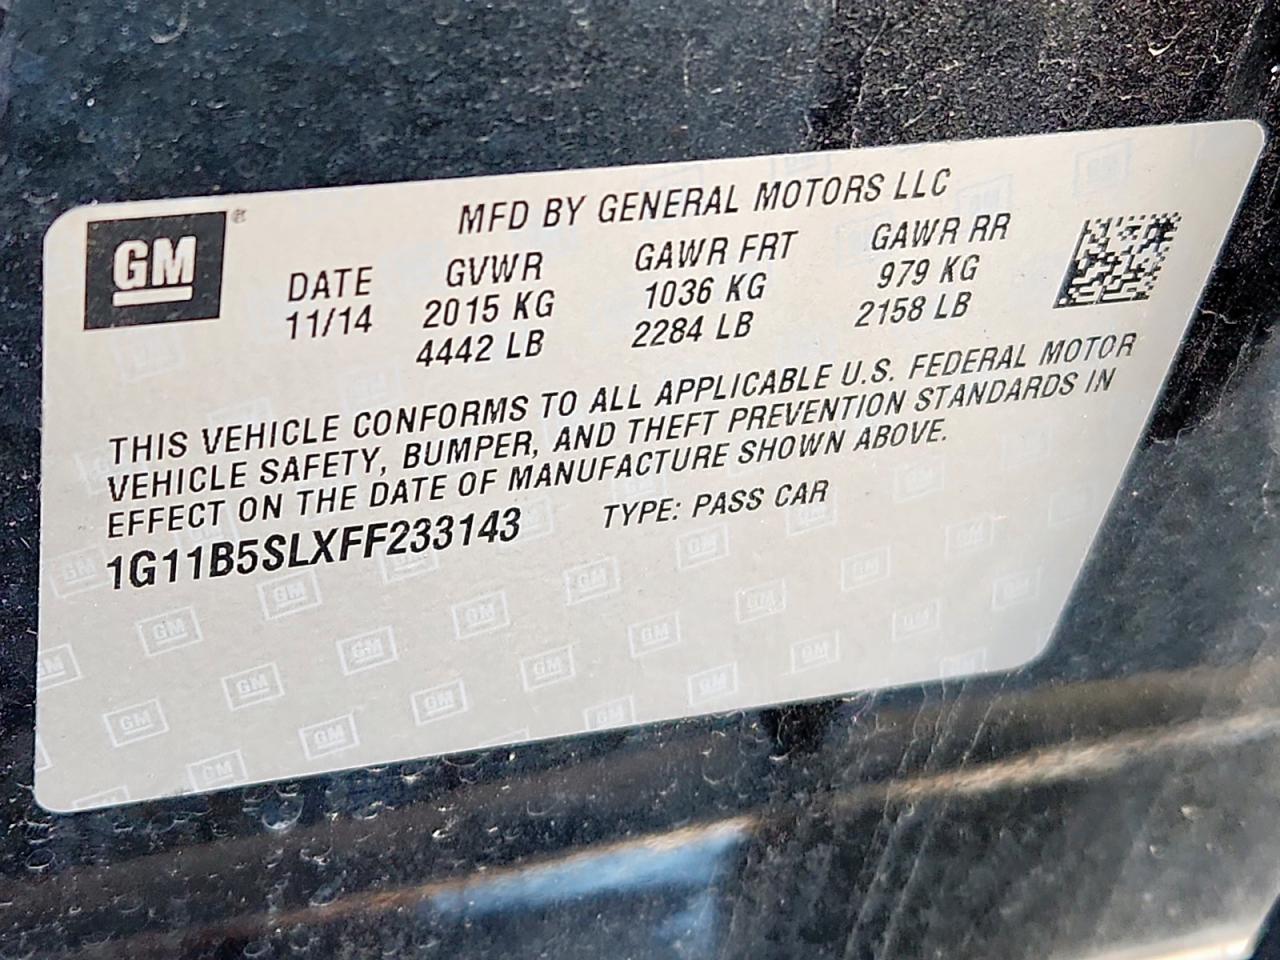 GM®
MFD BY GENERAL MOTORS LLC
DATE GVWR GAWR FRT GAWR RR
11/14 2015 KG 1036 KG 979 KG
4442 LB 2284 LB 2158 LB
THIS VEHICLE CONFORMS TO ALL APPLICABLE U.S. FEDERAL MOTOR
VEHICLE SAFETY, BUMPER, AND THEFT PREVENTION STANDARDS IN
EFFECT ON THE DATE OF MANUFACTURE SHOWN ABOVE.
1G11B5SLXFF233143 TYPE: PASS CAR